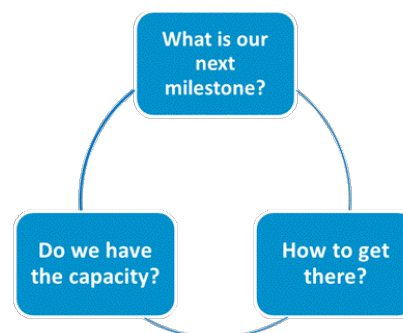 What is our
next
milestone?
Do we have
the capacity?
How to get
there?